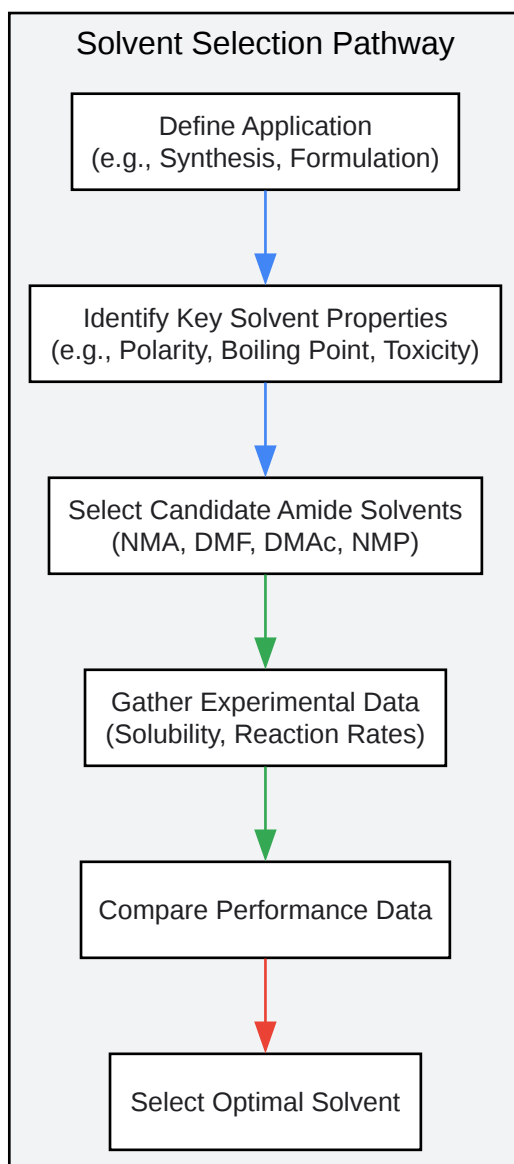 Solvent Selection Pathway
Define Application
(e.g., Synthesis, Formulation)
Identify Key Solvent Properties
(e.g., Polarity, Boiling Point, Toxicity)
Select Candidate Amide Solvents
(NMA, DMF, DMAc, NMP)
Gather Experimental Data
(Solubility, Reaction Rates)
Compare Performance Data
Select Optimal Solvent